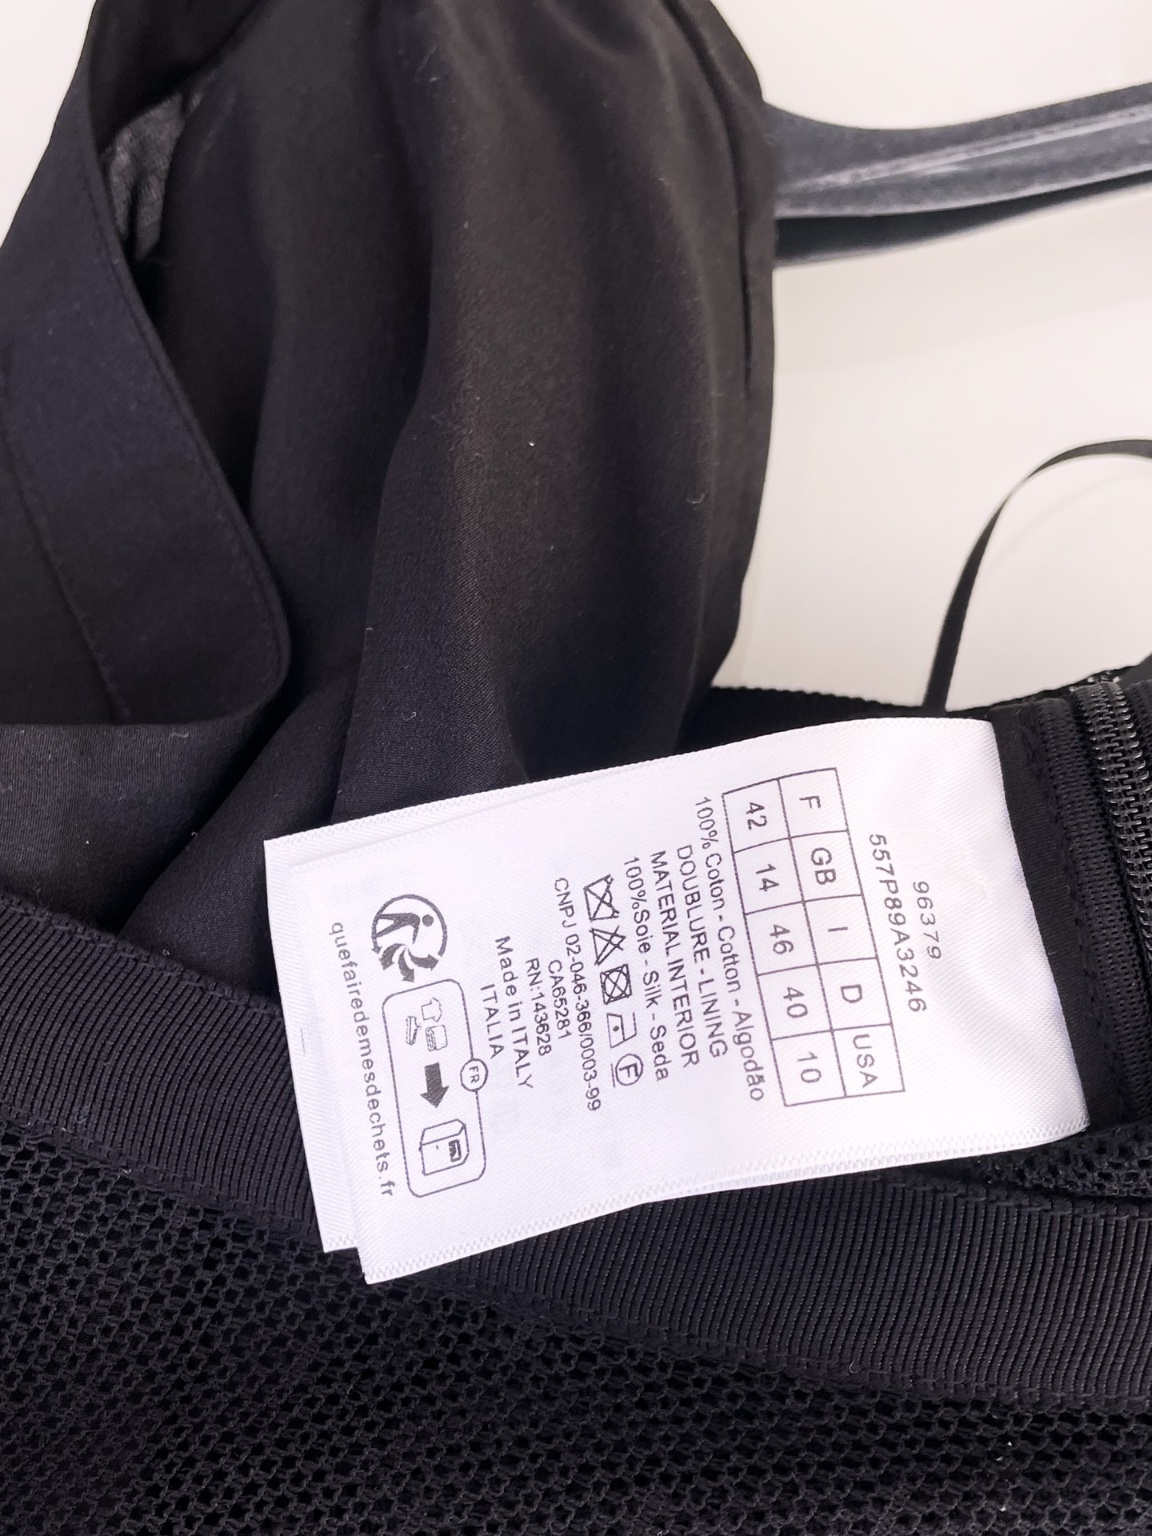 96379
557P89A3246
F GB I D USA
42 14 46 40 10
100% Coton - Cotton - Algodão
DOUBLURE - LINING
MATERIAL INTERIOR
100%Soie - Silk - Seda
F
CNPJ 02-046-366/0003-99
CA65281
RN:143628
Made in ITALY
ITALIA
FR
quefairedemesdechets.fr